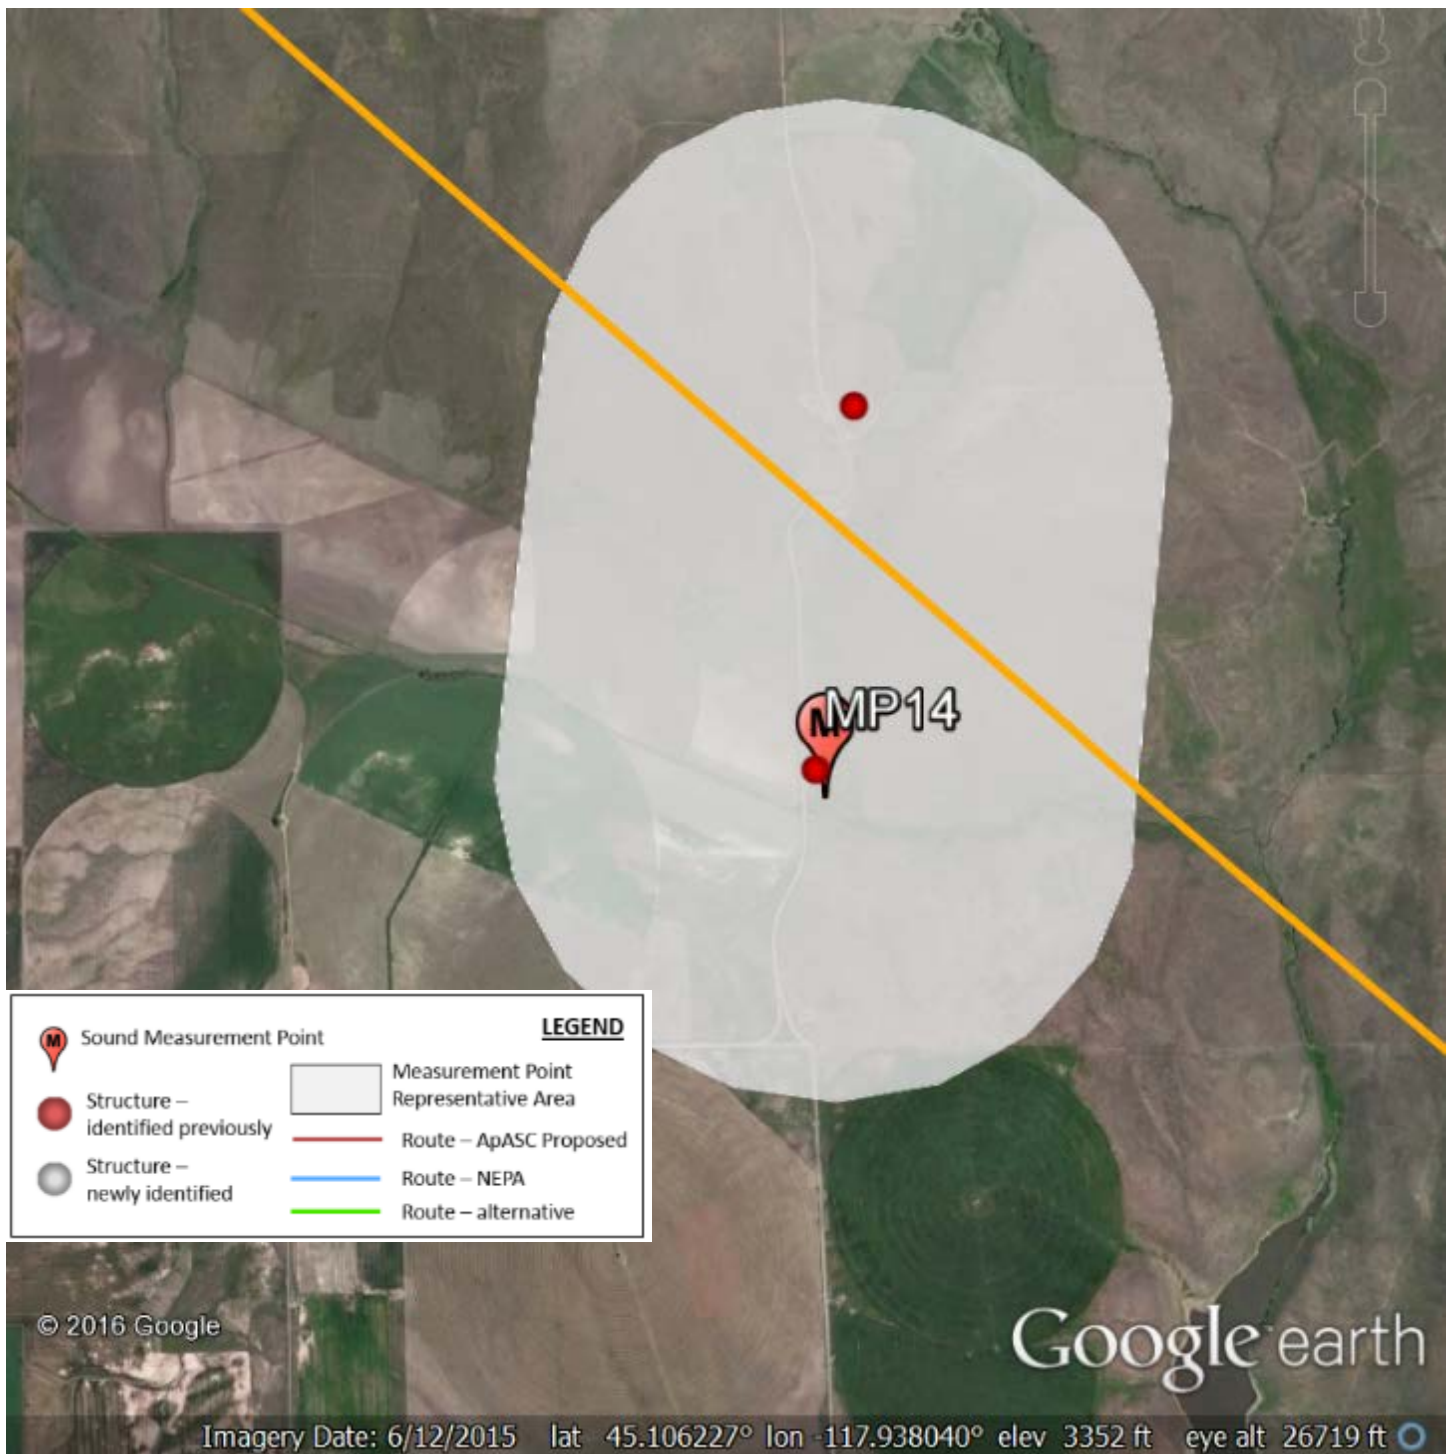 MP14
M
LEGEND
M
Sound Measurement Point
Structure –
identified previously
Structure –
newly identified
Measurement Point
Representative Area
Route – ApASC Proposed
Route – NEPA
Route – alternative
© 2016 Google
Google earth
Imagery Date: 6/12/2015 lat 45.106227° lon -117.938040° elev 3352 ft eye alt 26719 ft